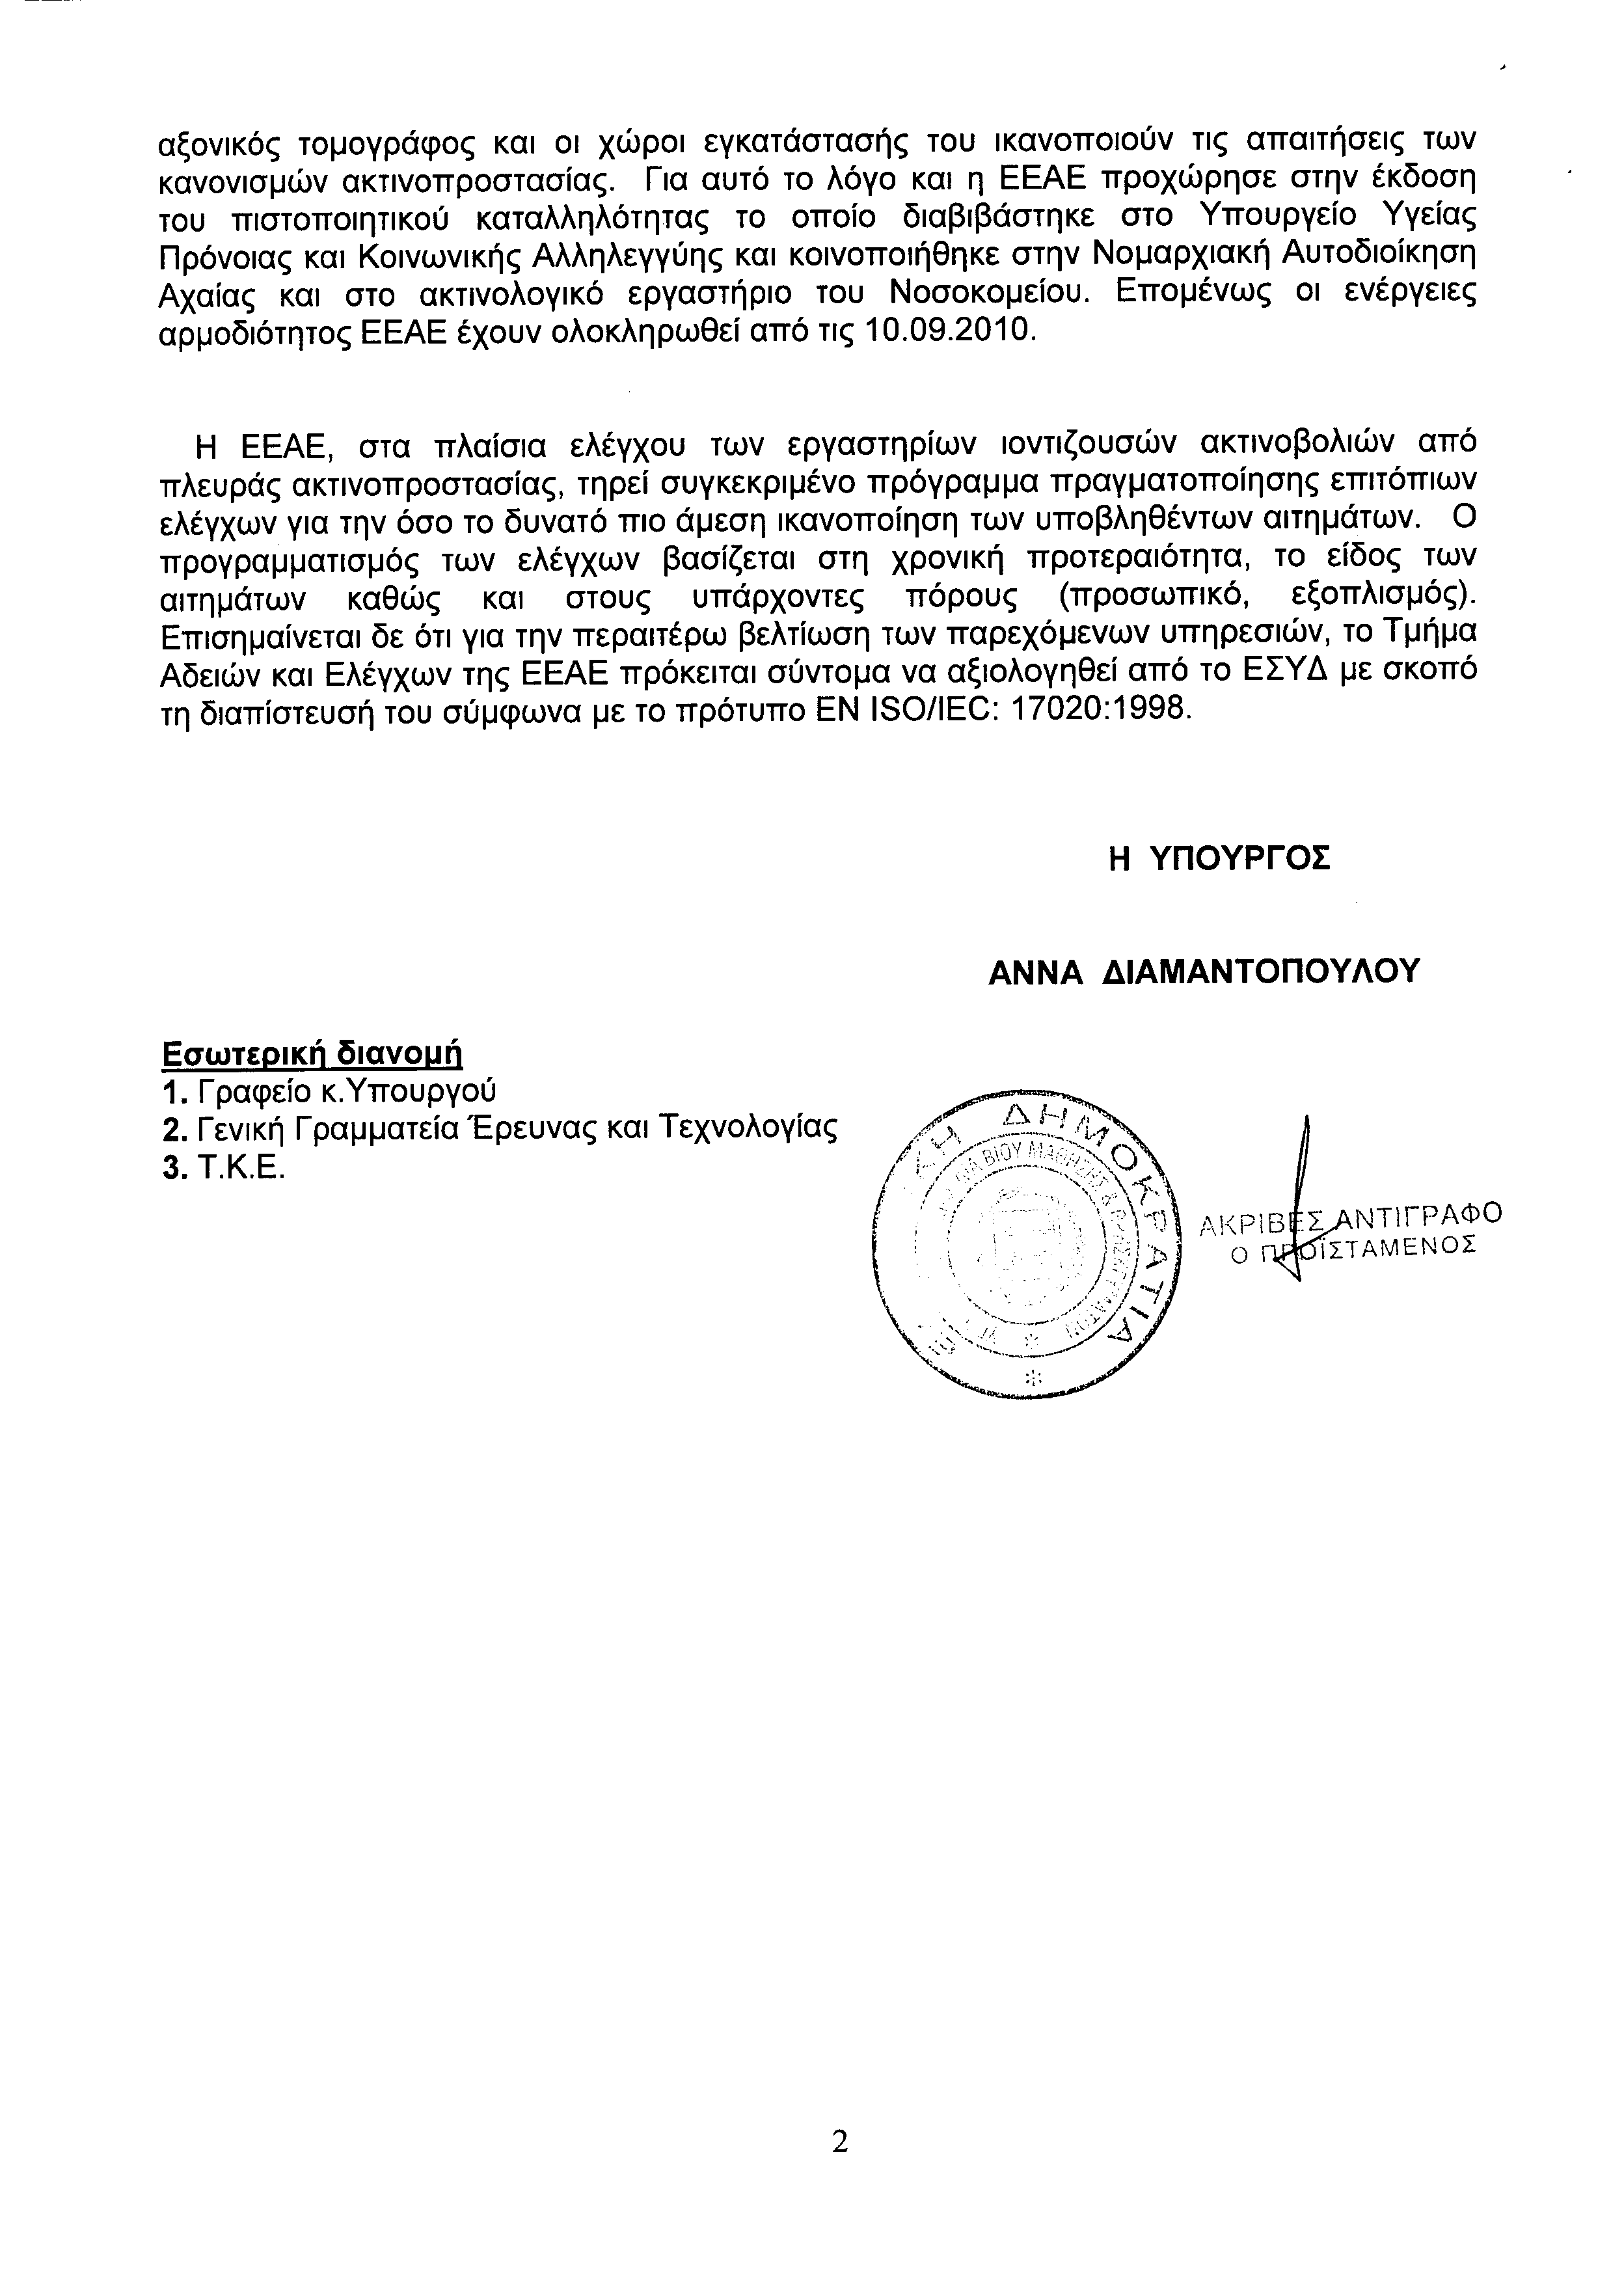 αξονικός τομογράφος και οι χώροι εγκατάστασής του ικανοποιούν τις απαιτήσεις των
κανονισμών ακτινοπροστασίας. Για αυτό το λόγο και η ΕΕΑΕ προχώρησε στην έκδοση
του πιστοποιητικού καταλληλότητας το οποίο διαβιβάστηκε στο Υπουργείο Υγείας
Πρόνοιας και Κοινωνικής Αλληλεγγύης και κοινοποιήθηκε στην Νομαρχιακή Αυτοδιοίκηση
Αχαίας και στο ακτινολογικό εργαστήριο του Νοσοκομείου. Επομένως οι ενέργειες
αρμοδιότητος ΕΕΑΕ έχουν ολοκληρωθεί από τις 10.09.2010.
Η ΕΕΑΕ, στα πλαίσια ελέγχου των εργαστηρίων ιοντιζουσών ακτινοβολιών από
πλευράς ακτινοπροστασίας, τηρεί συγκεκριμένο πρόγραμμα πραγματοποίησης επιτόπιων
ελέγχων για την όσο το δυνατό πιο άμεση ικανοποίηση των υποβληθέντων αιτημάτων. Ο
προγραμματισμός των ελέγχων βασίζεται στη χρονική προτεραιότητα, το είδος των
αιτημάτων καθώς και στους υπάρχοντες πόρους (προσωπικό, εξοπλισμός).
Επισημαίνεται δε ότι για την περαιτέρω βελτίωση των παρεχόμενων υπηρεσιών, το Τμήμα
Αδειών και Ελέγχων της ΕΕΑΕ πρόκειται σύντομα να αξιολογηθεί από το ΕΣΥΔ με σκοπό
τη διαπίστευσή του σύμφωνα με το πρότυπο EN ISO/IEC: 17020:1998.
Η ΥΠΟΥΡΓΟΣ
ΑΝΝΑ ΔΙΑΜΑΝΤΟΠΟΥΛΟΥ
Εσωτερική διανομή
1. Γραφείο κ.Υπουργού
2. Γενική Γραμματεία Έρευνας και Τεχνολογίας
3. Τ.Κ.Ε.
ΔΗΜΟΚΡΑΤΙΑ
ΒΙΟΥ ΜΑΘΗΣΗΣ
ΑΚΡΙΒΕΣ ΑΝΤΙΓΡΑΦΟ
Ο ΠΡΟΪΣΤΑΜΕΝΟΣ
2